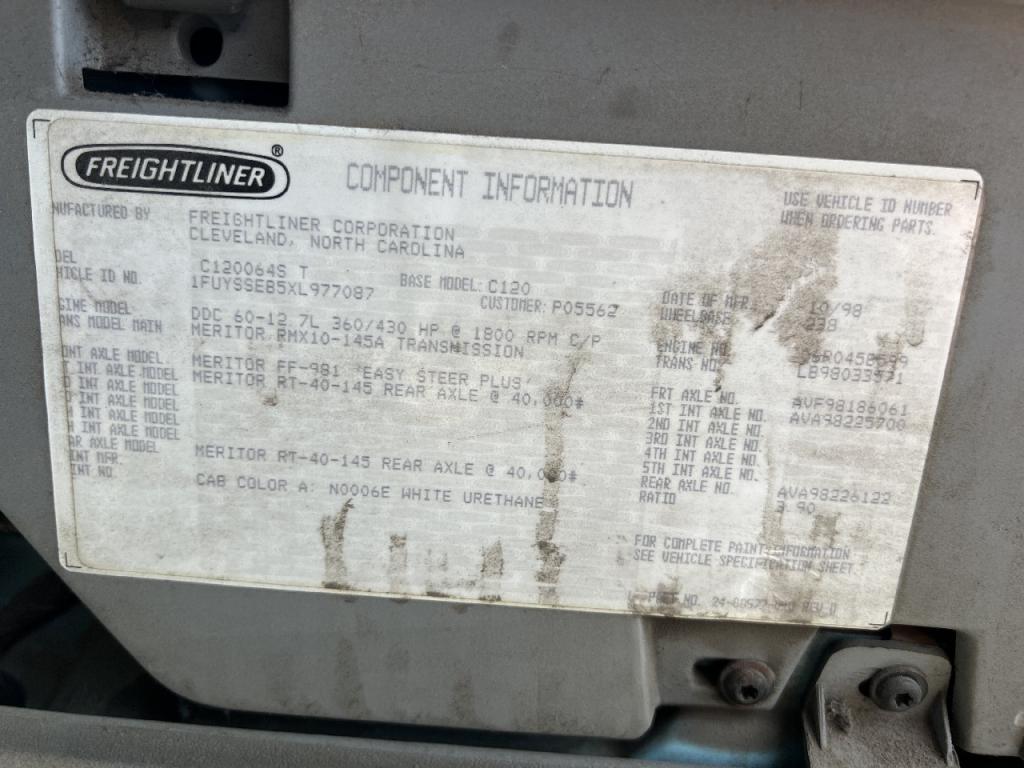 FREIGHTLINER®
COMPONENT INFORMATION
USE VEHICLE ID NUMBER
WHEN ORDERING PARTS.
NUFACTURED BY FREIGHTLINER CORPORATION
CLEVELAND, NORTH CAROLINA
DEL C120064S T BASE MODEL: C120 DATE OF MFR 10/98
HICLE ID NO. 1FUYSSEB5XL977087 CUSTOMER: P05562 WHEELBASE 238
GINE MODEL DDC 60-12.7L 360/430 HP @ 1800 RPM C/P ENGINE NO.
ANS MODEL MAIN MERITOR RMX10-145A TRANSMISSION TRANS NO. LB98033571
ONT AXLE MODEL MERITOR FF-981 'EASY STEER PLUS' FRT AXLE NO. AVF98186061
T INT AXLE MODEL MERITOR RT-40-145 REAR AXLE @ 40,000# 1ST INT AXLE NO. AVA98225700
D INT AXLE MODEL 2ND INT AXLE NO.
D INT AXLE MODEL 3RD INT AXLE NO.
H INT AXLE MODEL 4TH INT AXLE NO.
H INT AXLE MODEL 5TH INT AXLE NO.
AR AXLE MODEL MERITOR RT-40-145 REAR AXLE @ 40,000# REAR AXLE NO. AVA98226122
INT MFR. RATIO 3.90
INT NO. CAB COLOR A: N0006E WHITE URETHANE
FOR COMPLETE PAINT INFORMATION
SEE VEHICLE SPECIFICATION SHEET.
PART NO.